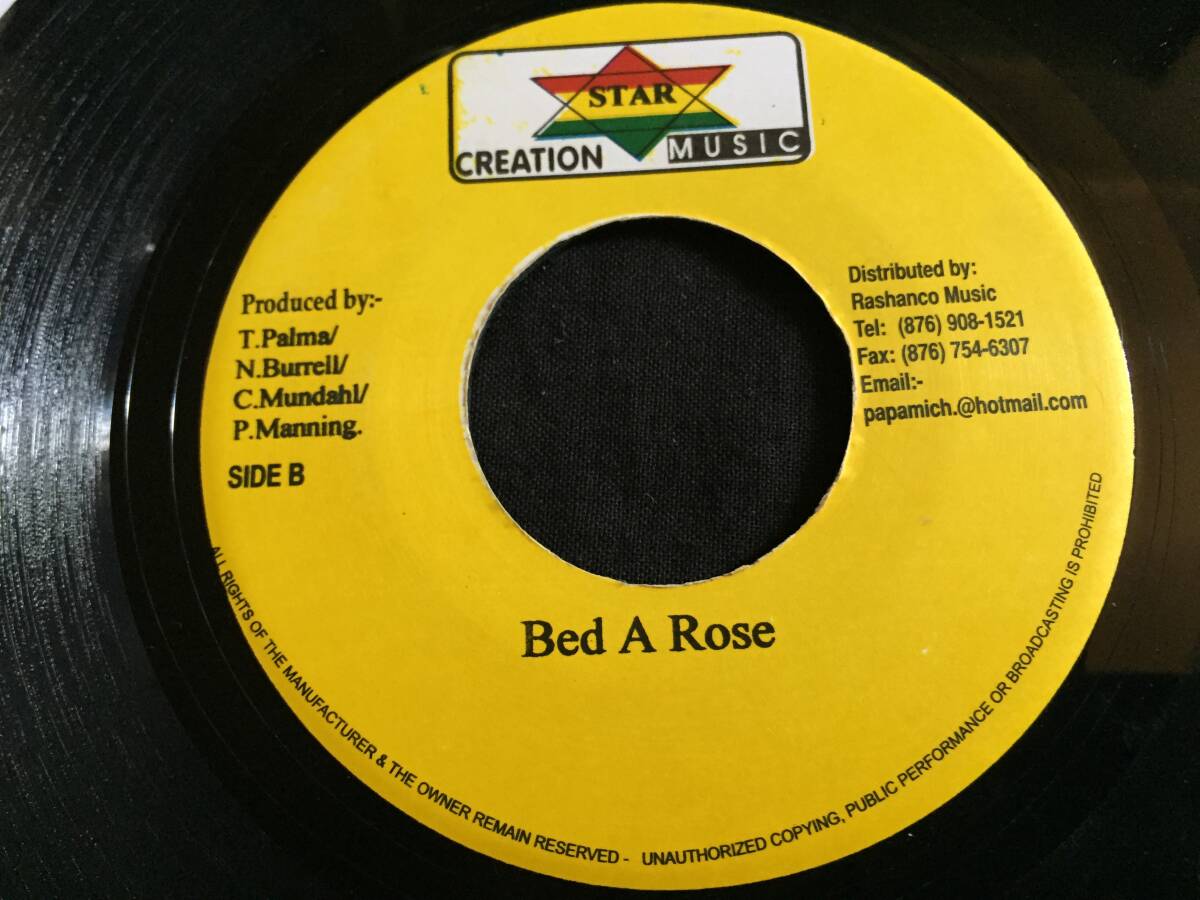 STAR
CREATION MUSIC
Produced by:-
T.Palma/
N.Burrell/
C.Mundahl/
P.Manning.
SIDE B
Distributed by:
Rashanco Music
Tel: (876) 908-1521
Fax: (876) 754-6307
Email:-
papamich.@hotmail.com
Bed A Rose
ALL RIGHTS OF THE MANUFACTURER & THE OWNER REMAIN RESERVED - UNAUTHORIZED COPYING, PUBLIC PERFORMANCE OR BROADCASTING IS PROHIBITED